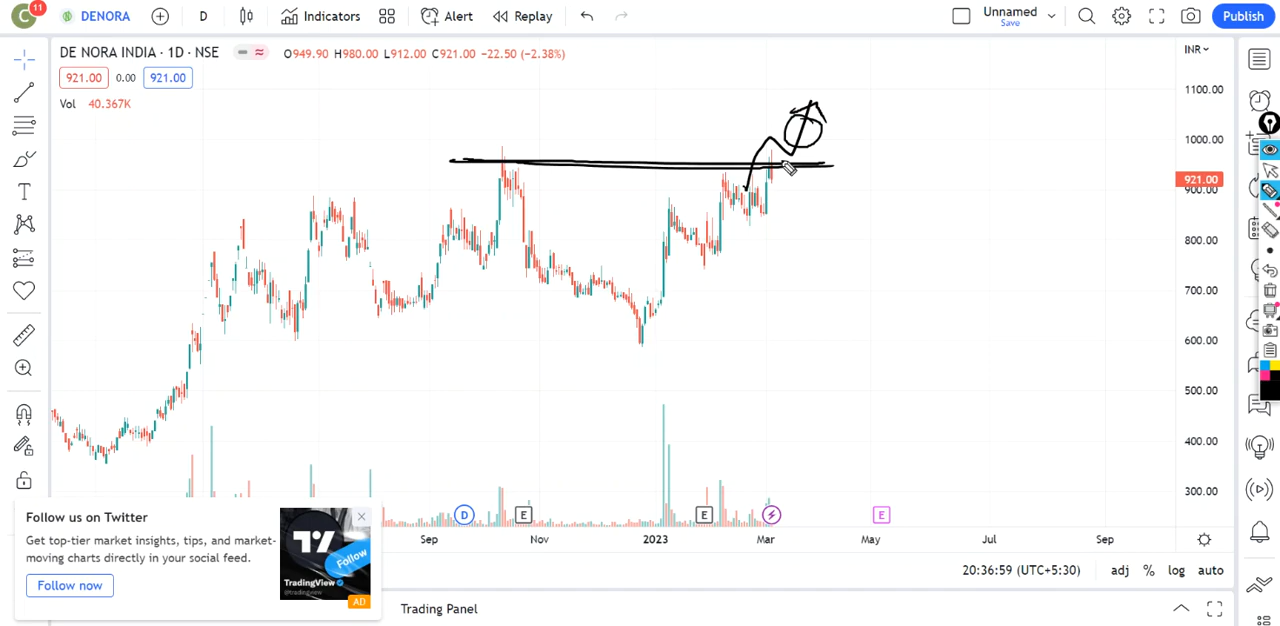 C 11 DENORA D Indicators Alert Replay Unnamed Save Publish
DE NORA INDIA · 1D · NSE O949.90 H980.00 L912.00 C921.00 −22.50 (−2.38%) INR
921.00 0.00 921.00
Vol 40.367K
1100.00
1000.00
921.00
900.00
800.00
700.00
600.00
500.00
400.00
300.00
D E E E
Sep Nov 2023 Mar May Jul Sep
Follow us on Twitter
Get top-tier market insights, tips, and market-
moving charts directly in your social feed.
Follow now
Follow
TradingView
@tradingview
AD
20:36:59 (UTC+5:30) adj % log auto
Trading Panel